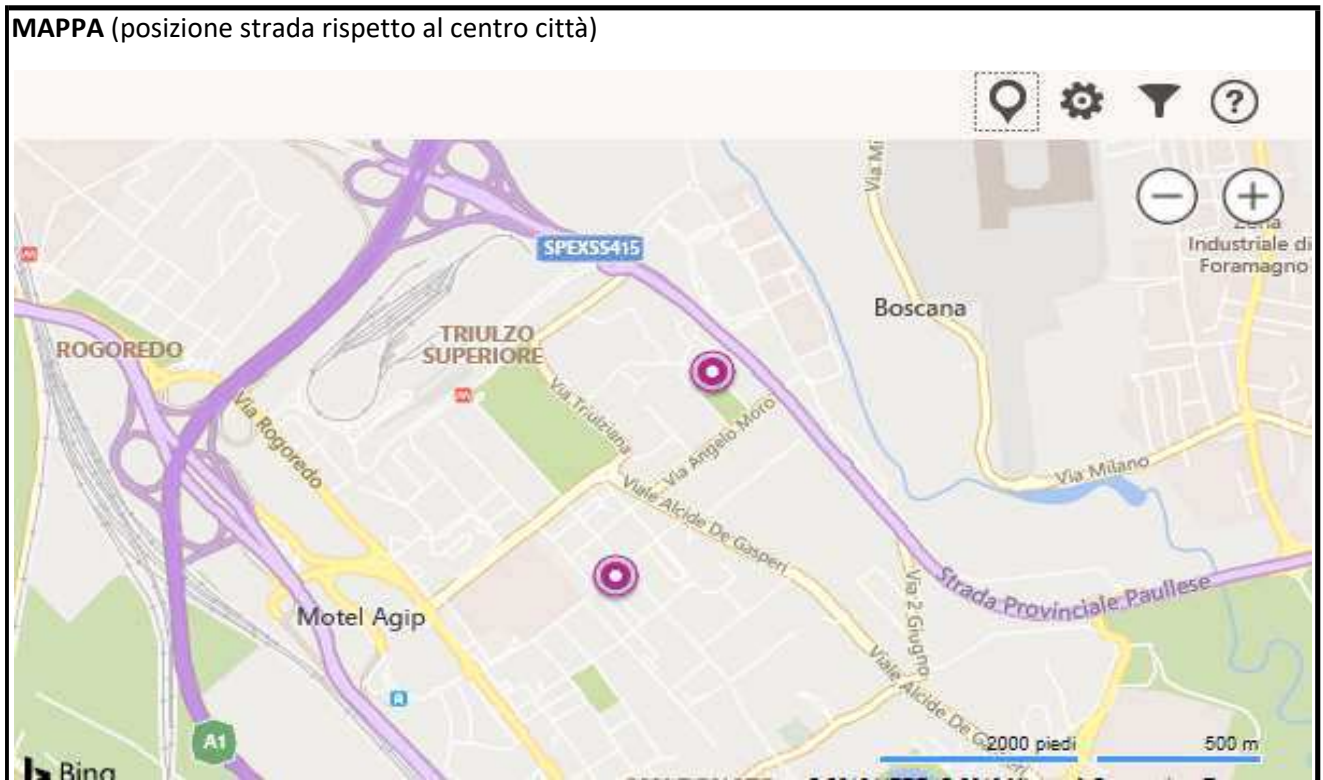 MAPPA (posizione strada rispetto al centro città)
?
Via Mi
SPEXSS415
Industriale di
Foramagno
Boscana
TRIULZO
SUPERIORE
ROGOREDO
Via Rogoredo
Via Triulziana
Via Angelo Moro
Via Milano
Viale Alcide De Gasperi
Strada Provinciale Paullese
Via 2 Giugno
Motel Agip
Viale Alcide De
A1
2000 piedi
500 m
Bing